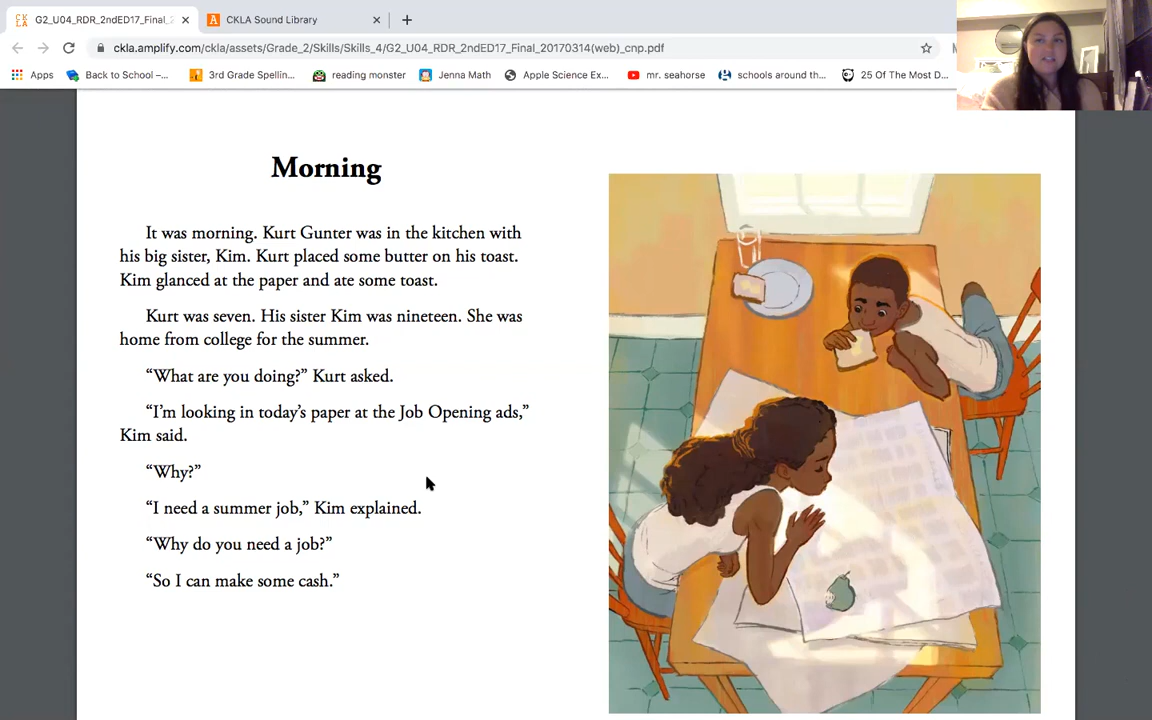 G2_U04_RDR_2ndED17_Final_2
CKLA Sound Library
ckla.amplify.com/ckla/assets/Grade_2/Skills/Skills_4/G2_U04_RDR_2ndED17_Final_20170314(web)_cnp.pdf
Apps
Back to School –...
3rd Grade Spellin...
reading monster
Jenna Math
Apple Science Ex...
mr. seahorse
schools around th...
25 Of The Most D...
Morning
It was morning. Kurt Gunter was in the kitchen with
his big sister, Kim. Kurt placed some butter on his toast.
Kim glanced at the paper and ate some toast.
Kurt was seven. His sister Kim was nineteen. She was
home from college for the summer.
“What are you doing?” Kurt asked.
“I’m looking in today’s paper at the Job Opening ads,”
Kim said.
“Why?”
“I need a summer job,” Kim explained.
“Why do you need a job?”
“So I can make some cash.”